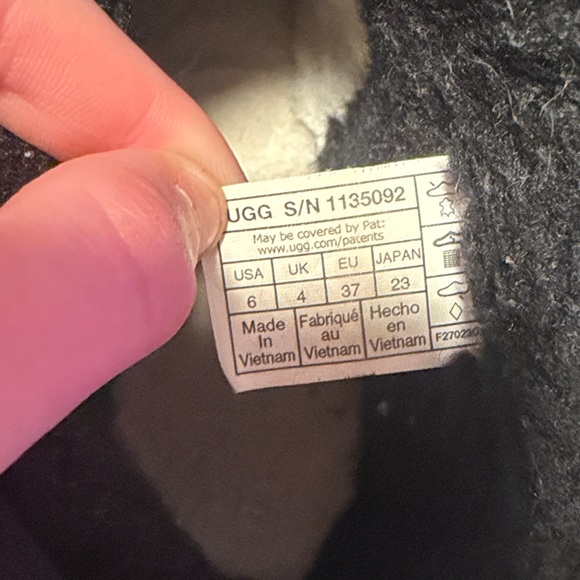 UGG S/N 1135092
May be covered by Pat:
www.ugg.com/patents
USA UK EU JAPAN
6 4 37 23
Made In Vietnam
Fabriqué au Vietnam
Hecho en Vietnam